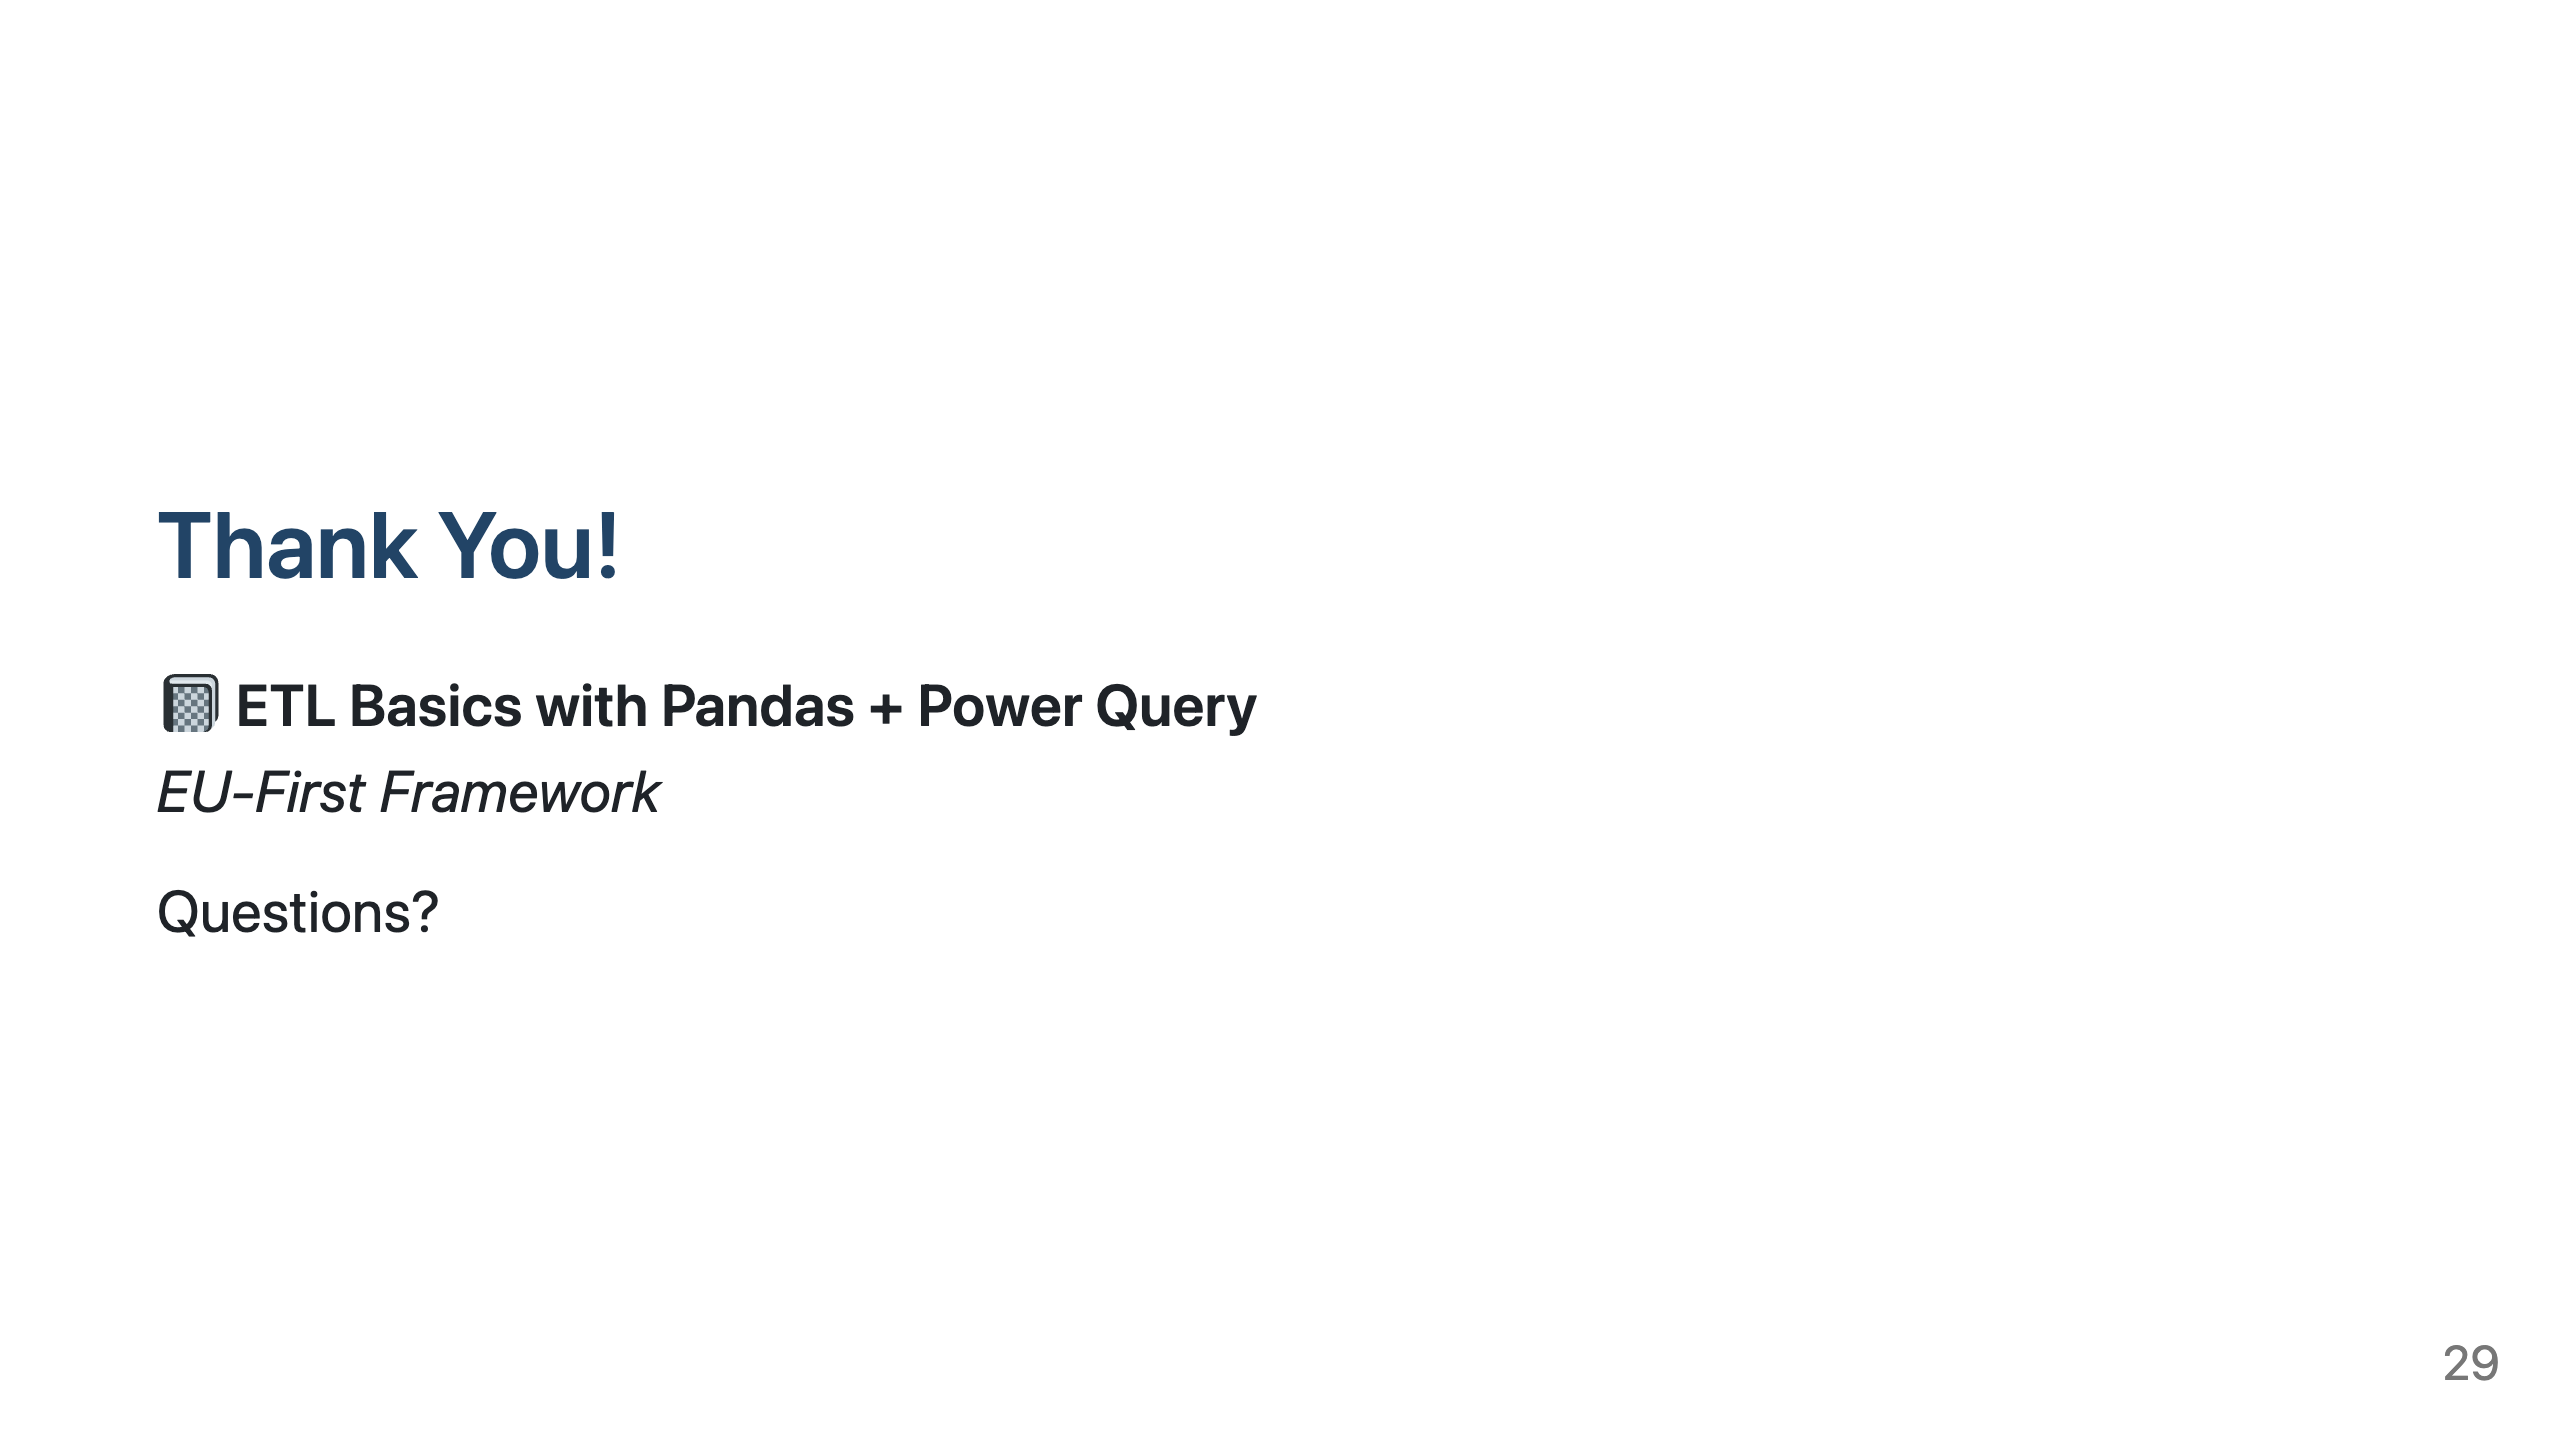 Thank You!
📓 ETL Basics with Pandas + Power Query
EU-First Framework
Questions?
29